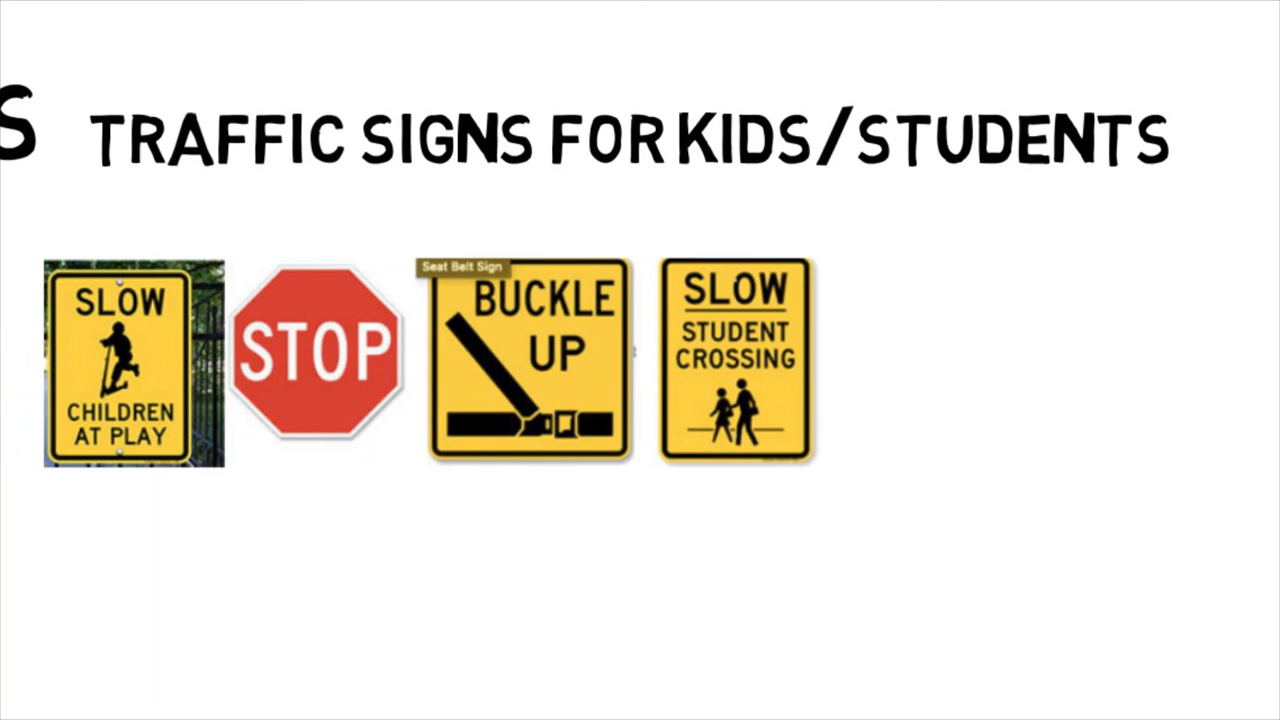 S
TRAFFIC SIGNS FOR KIDS/STUDENTS
SLOW
CHILDREN
AT PLAY
STOP
Seat Belt Sign
BUCKLE
UP
SLOW
STUDENT
CROSSING